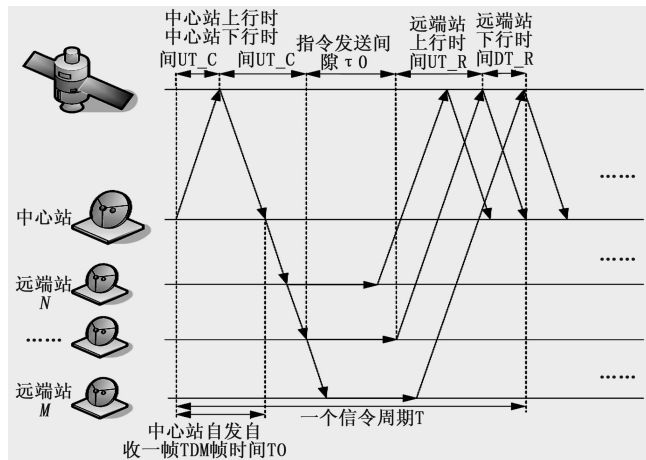 中心站上行时
中心站下行时
间UT_C
间UT_C
指令发送间
隙τ0
远端站
上行时
间UT_R
远端站
下行时
间DT_R
……
中心站
……
远端站
N
……
……
远端站
M
一个信令周期T
中心站自发自
收一帧TDM帧时间T0